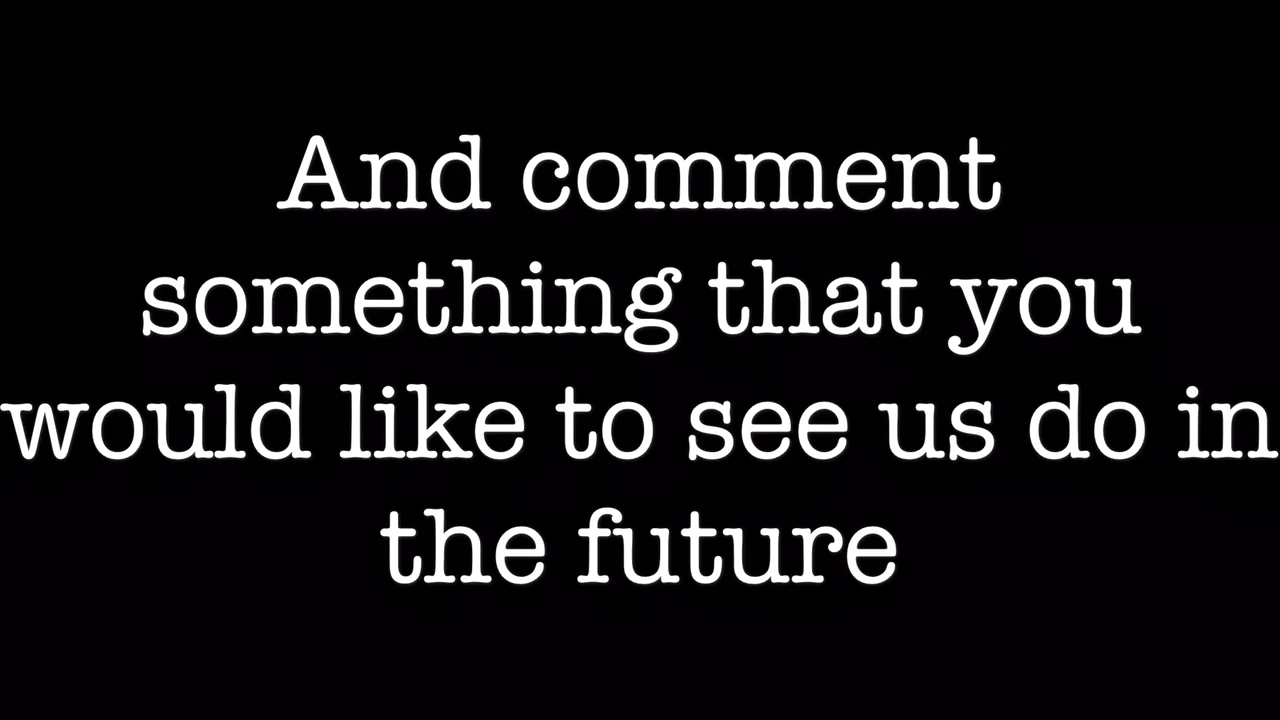 And comment
something that you
would like to see us do in
the future